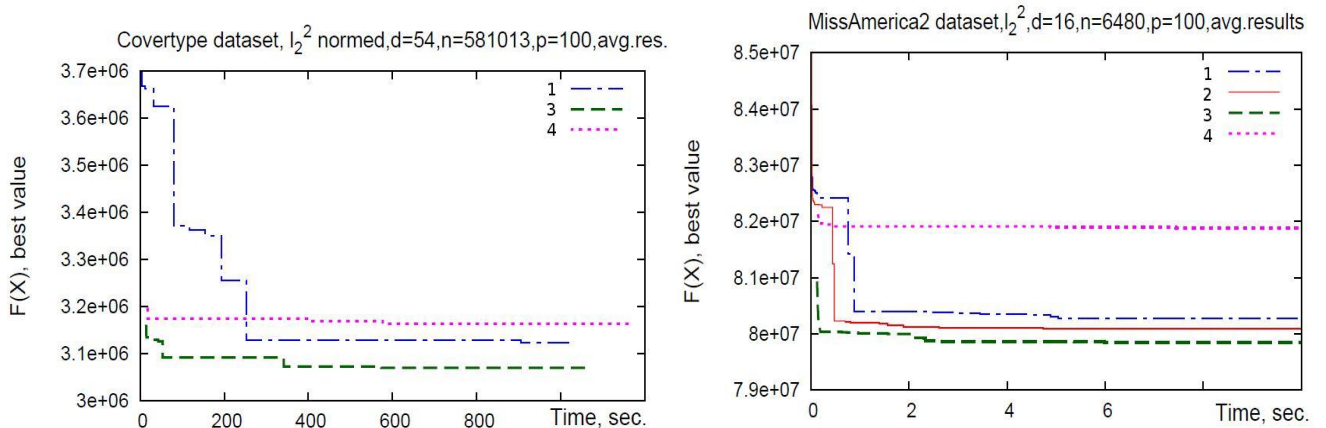 Covertype dataset, l₂² normed,d=54,n=581013,p=100,avg.res.
F(X), best value
3.7e+06
3.6e+06
3.5e+06
3.4e+06
3.3e+06
3.2e+06
3.1e+06
3e+06
1
3
4
0 200 400 600 800
Time, sec.
MissAmerica2 dataset,l₂²,d=16,n=6480,p=100,avg.results
F(X), best value
8.5e+07
8.4e+07
8.3e+07
8.2e+07
8.1e+07
8e+07
7.9e+07
1
2
3
4
0 2 4 6
Time, sec.